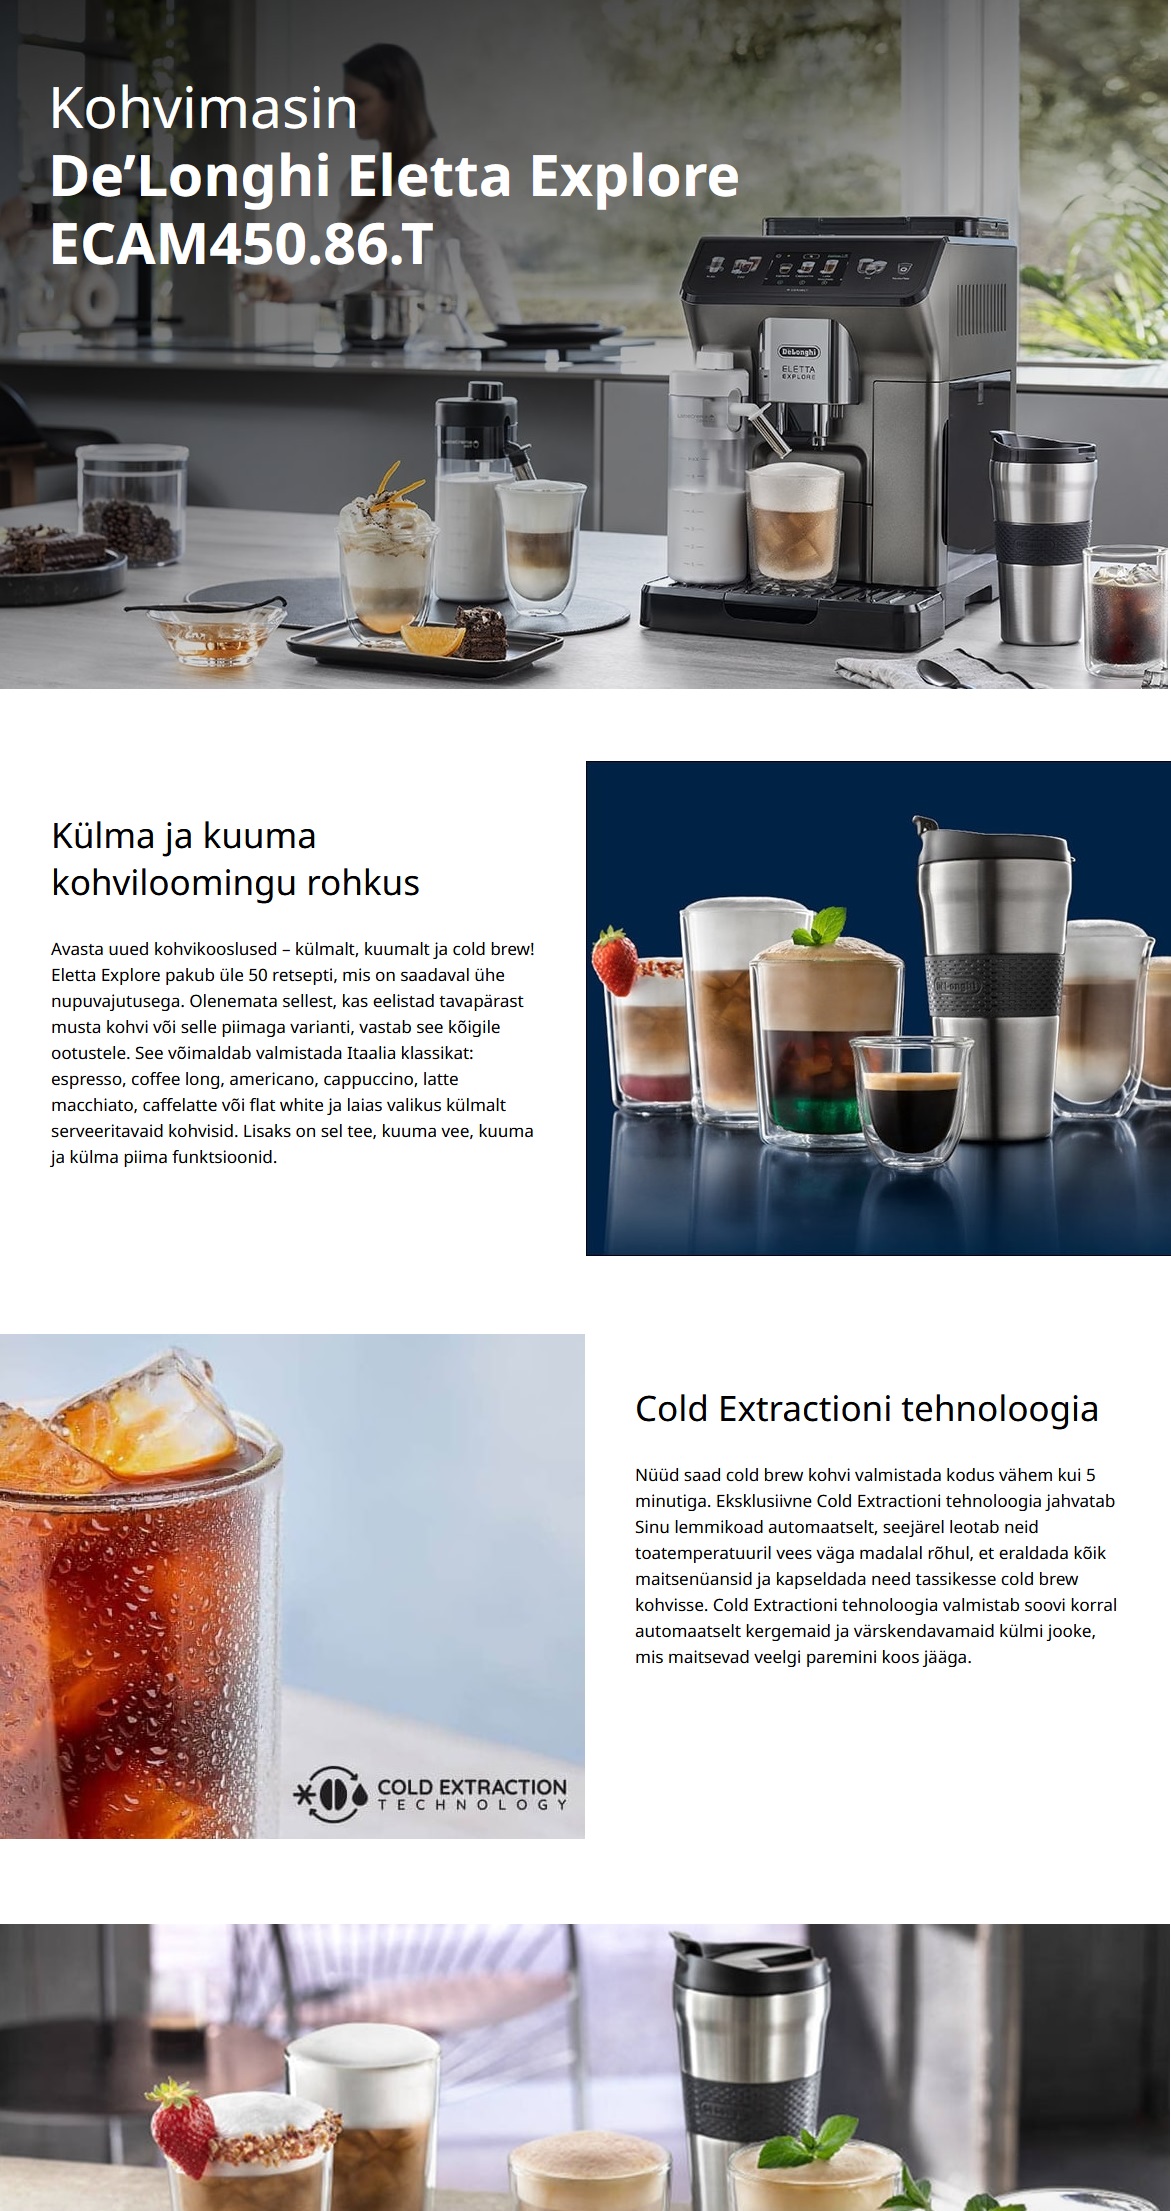 Kohvimasin
De’Longhi Eletta Explore
ECAM450.86.T
DeLonghi
ELETTA
EXPLORE
Külma ja kuuma
kohviloomingu rohkus
Avasta uued kohvikooslused – külmalt, kuumalt ja cold brew!
Eletta Explore pakub üle 50 retsepti, mis on saadaval ühe
nupuvajutusega. Olenemata sellest, kas eelistad tavapärast
musta kohvi või selle piimaga varianti, vastab see kõigile
ootustele. See võimaldab valmistada Itaalia klassikat:
espresso, coffee long, americano, cappuccino, latte
macchiato, caffelatte või flat white ja laias valikus külmalt
serveeritavaid kohvisid. Lisaks on sel tee, kuuma vee, kuuma
ja külma piima funktsioonid.
DeLonghi
Cold Extractioni tehnoloogia
Nüüd saad cold brew kohvi valmistada kodus vähem kui 5
minutiga. Eksklusiivne Cold Extractioni tehnoloogia jahvatab
Sinu lemmikoad automaatselt, seejärel leotab neid
toatemperatuuril vees väga madalal rõhul, et eraldada kõik
maitsenüansid ja kapseldada need tassikesse cold brew
kohvisse. Cold Extractioni tehnoloogia valmistab soovi korral
automaatselt kergemaid ja värskendavamaid külmi jooke,
mis maitsevad veelgi paremini koos jääga.
COLD EXTRACTION
TECHNOLOGY